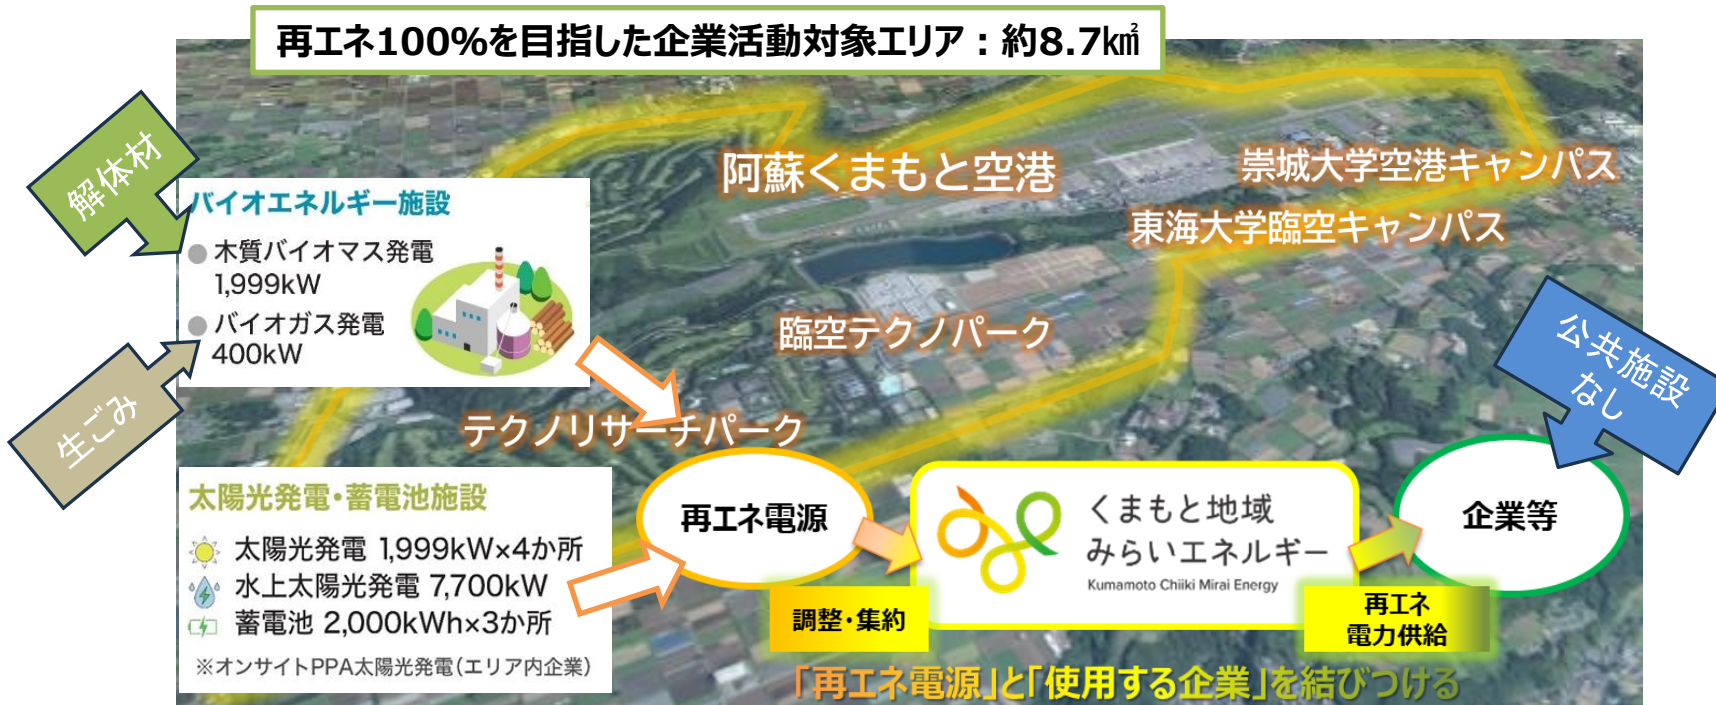 再エネ100%を目指した企業活動対象エリア：約8.7㎢
解体材
バイオエネルギー施設
● 木質バイオマス発電
1,999kW
● バイオガス発電
400kW
生ごみ
阿蘇くまもと空港
崇城大学空港キャンパス
東海大学臨空キャンパス
臨空テクノパーク
テクノリサーチパーク
公共施設
なし
太陽光発電・蓄電池施設
太陽光発電 1,999kW×4か所
水上太陽光発電 7,700kW
蓄電池 2,000kWh×3か所
※オンサイトPPA太陽光発電（エリア内企業）
再エネ電源
調整・集約
くまもと地域
みらいエネルギー
Kumamoto Chiiki Mirai Energy
再エネ
電力供給
企業等
「再エネ電源」と「使用する企業」を結びつける